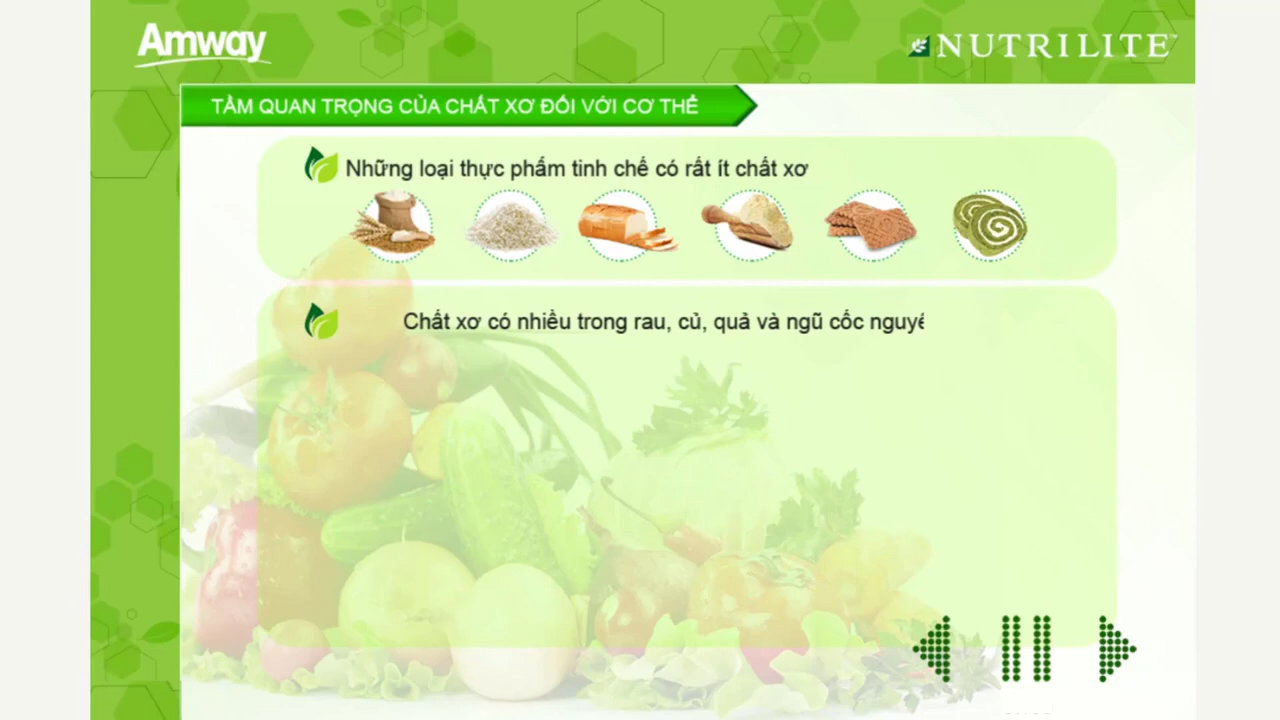 Amway
NUTRILITE
TẦM QUAN TRỌNG CỦA CHẤT XƠ ĐỐI VỚI CƠ THỂ
Những loại thực phẩm tinh chế có rất ít chất xơ
Chất xơ có nhiều trong rau, củ, quả và ngũ cốc